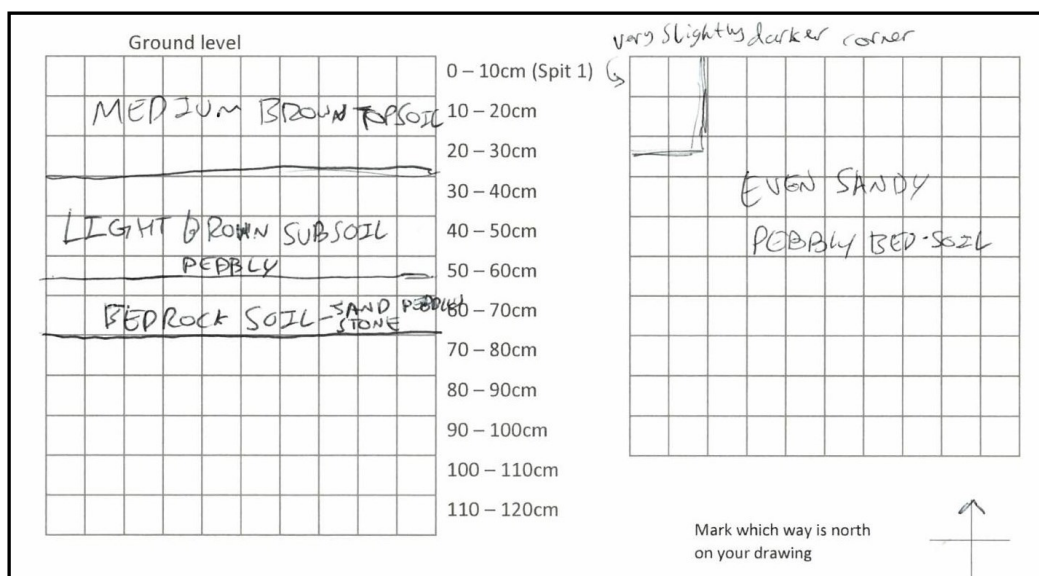 Ground level
0 – 10cm (Spit 1)
MEDIUM BROWN TOPSOIL
10 – 20cm
20 – 30cm
30 – 40cm
LIGHT BROWN SUBSOIL
40 – 50cm
PEBBLY
50 – 60cm
BEDROCK SOIL - SAND PEBBLES
STONE
60 – 70cm
70 – 80cm
80 – 90cm
90 – 100cm
100 – 110cm
110 – 120cm
very slightly darker corner
EVEN SANDY
PEBBLY BED-SOIL
Mark which way is north
on your drawing